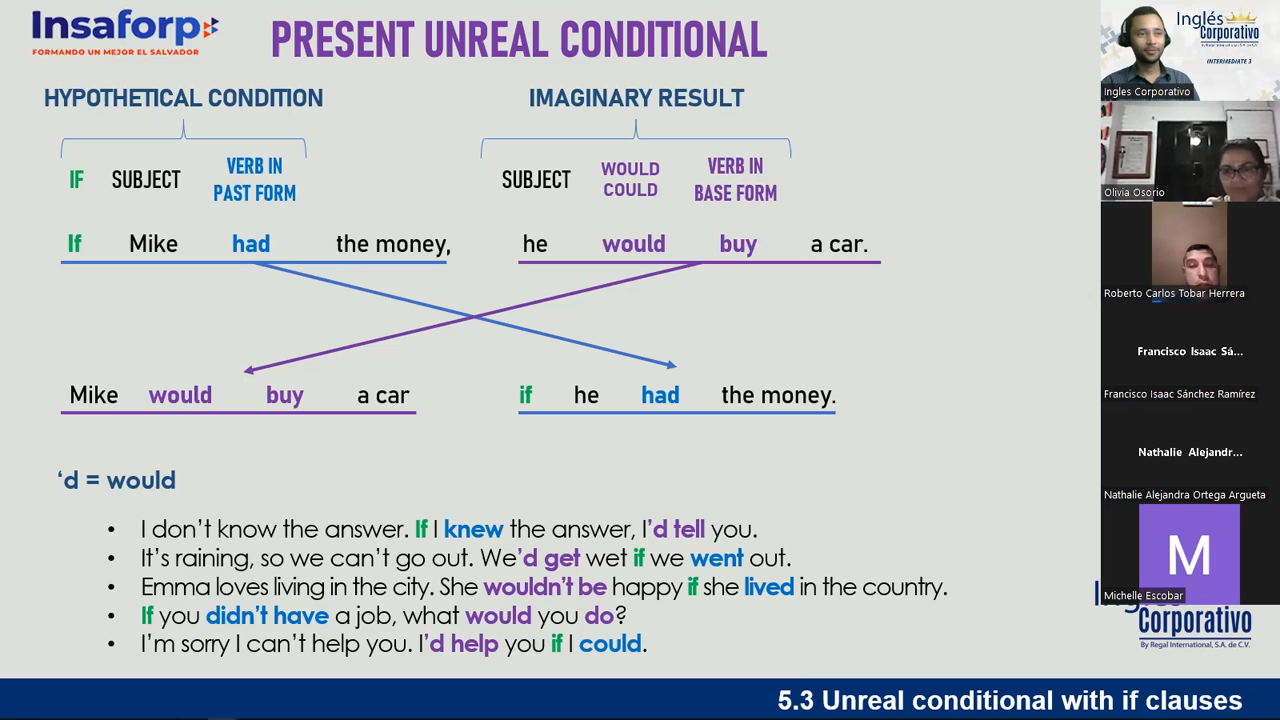 Insaforp
FORMANDO UN MEJOR EL SALVADOR
PRESENT UNREAL CONDITIONAL
HYPOTHETICAL CONDITION
IF SUBJECT VERB IN PAST FORM
IMAGINARY RESULT
SUBJECT WOULD COULD VERB IN BASE FORM
If Mike had the money, he would buy a car.
Mike would buy a car if he had the money.
‘d = would
• I don’t know the answer. If I knew the answer, I’d tell you.
• It’s raining, so we can’t go out. We’d get wet if we went out.
• Emma loves living in the city. She wouldn’t be happy if she lived in the country.
• If you didn’t have a job, what would you do?
• I’m sorry I can’t help you. I’d help you if I could.
5.3 Unreal conditional with if clauses
Inglés
Corporativo
By Regal International, S.A. de C.V.
INTERMEDIATE 3
Ingles Corporativo
Olivia Osorio
Roberto Carlos Tobar Herrera
Francisco Isaac Sá...
Francisco Isaac Sánchez Ramírez
Nathalie Alejandr...
Nathalie Alejandra Ortega Argueta
M
Michelle Escobar
Corporativo
By Regal International, S.A. de C.V.